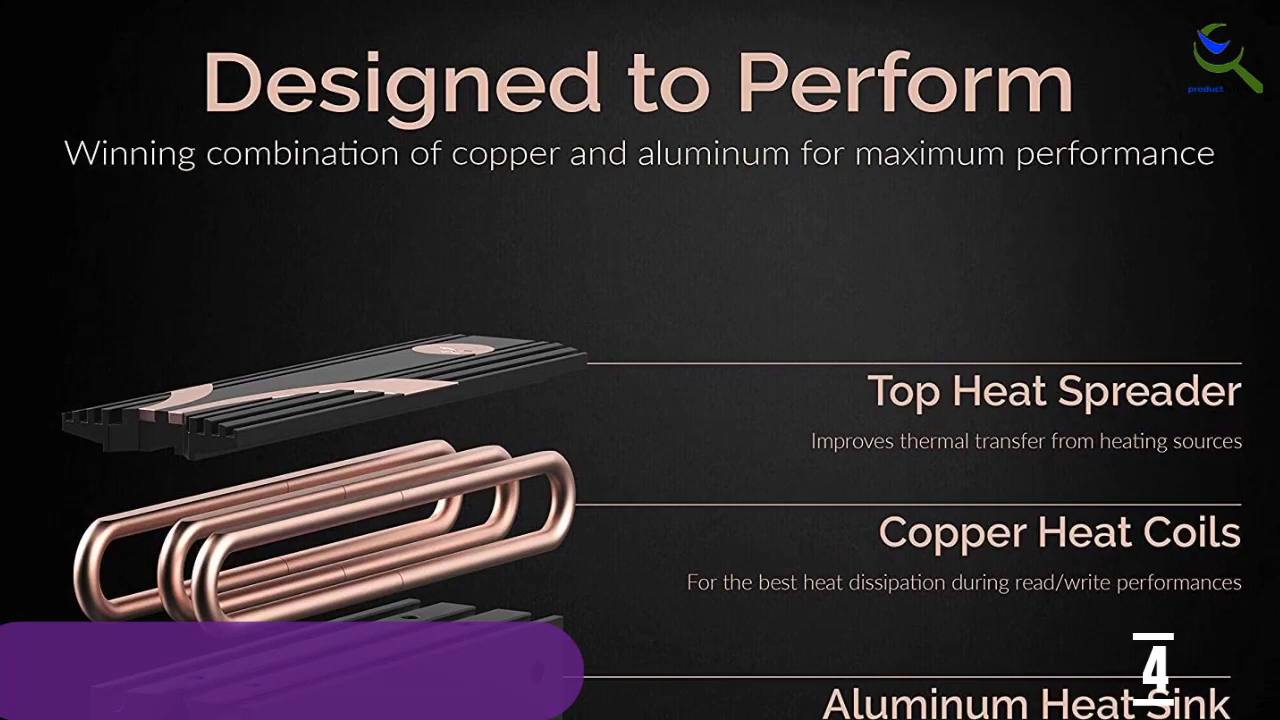 Designed to Perform
product
Winning combination of copper and aluminum for maximum performance
Top Heat Spreader
Improves thermal transfer from heating sources
Copper Heat Coils
For the best heat dissipation during read/write performances
4
Aluminum Heat Sink